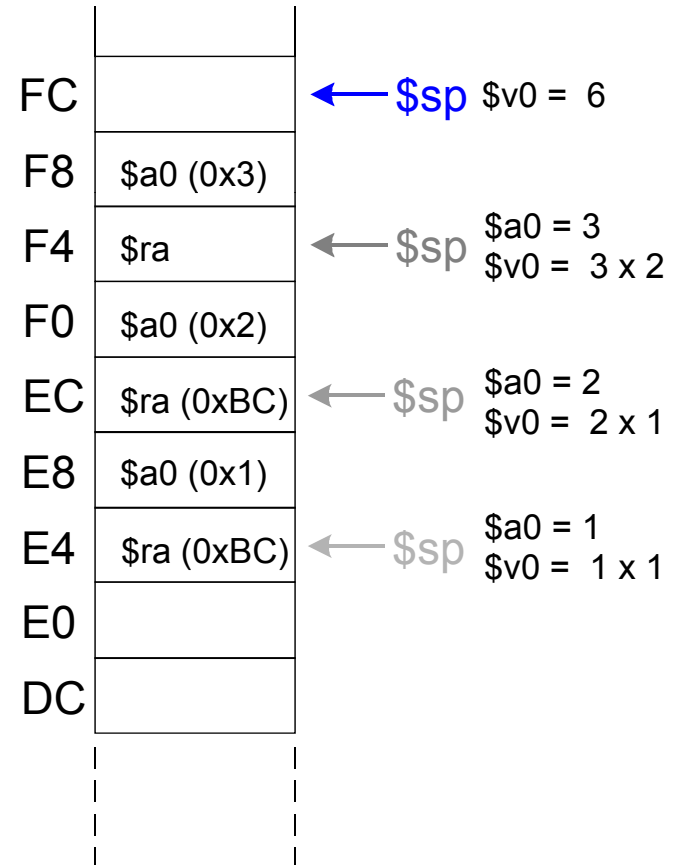 FC $sp $v0 = 6
F8 $a0 (0x3)
F4 $ra $sp $a0 = 3
$v0 = 3 x 2
F0 $a0 (0x2)
EC $ra (0xBC) $sp $a0 = 2
$v0 = 2 x 1
E8 $a0 (0x1)
E4 $ra (0xBC) $sp $a0 = 1
$v0 = 1 x 1
E0
DC